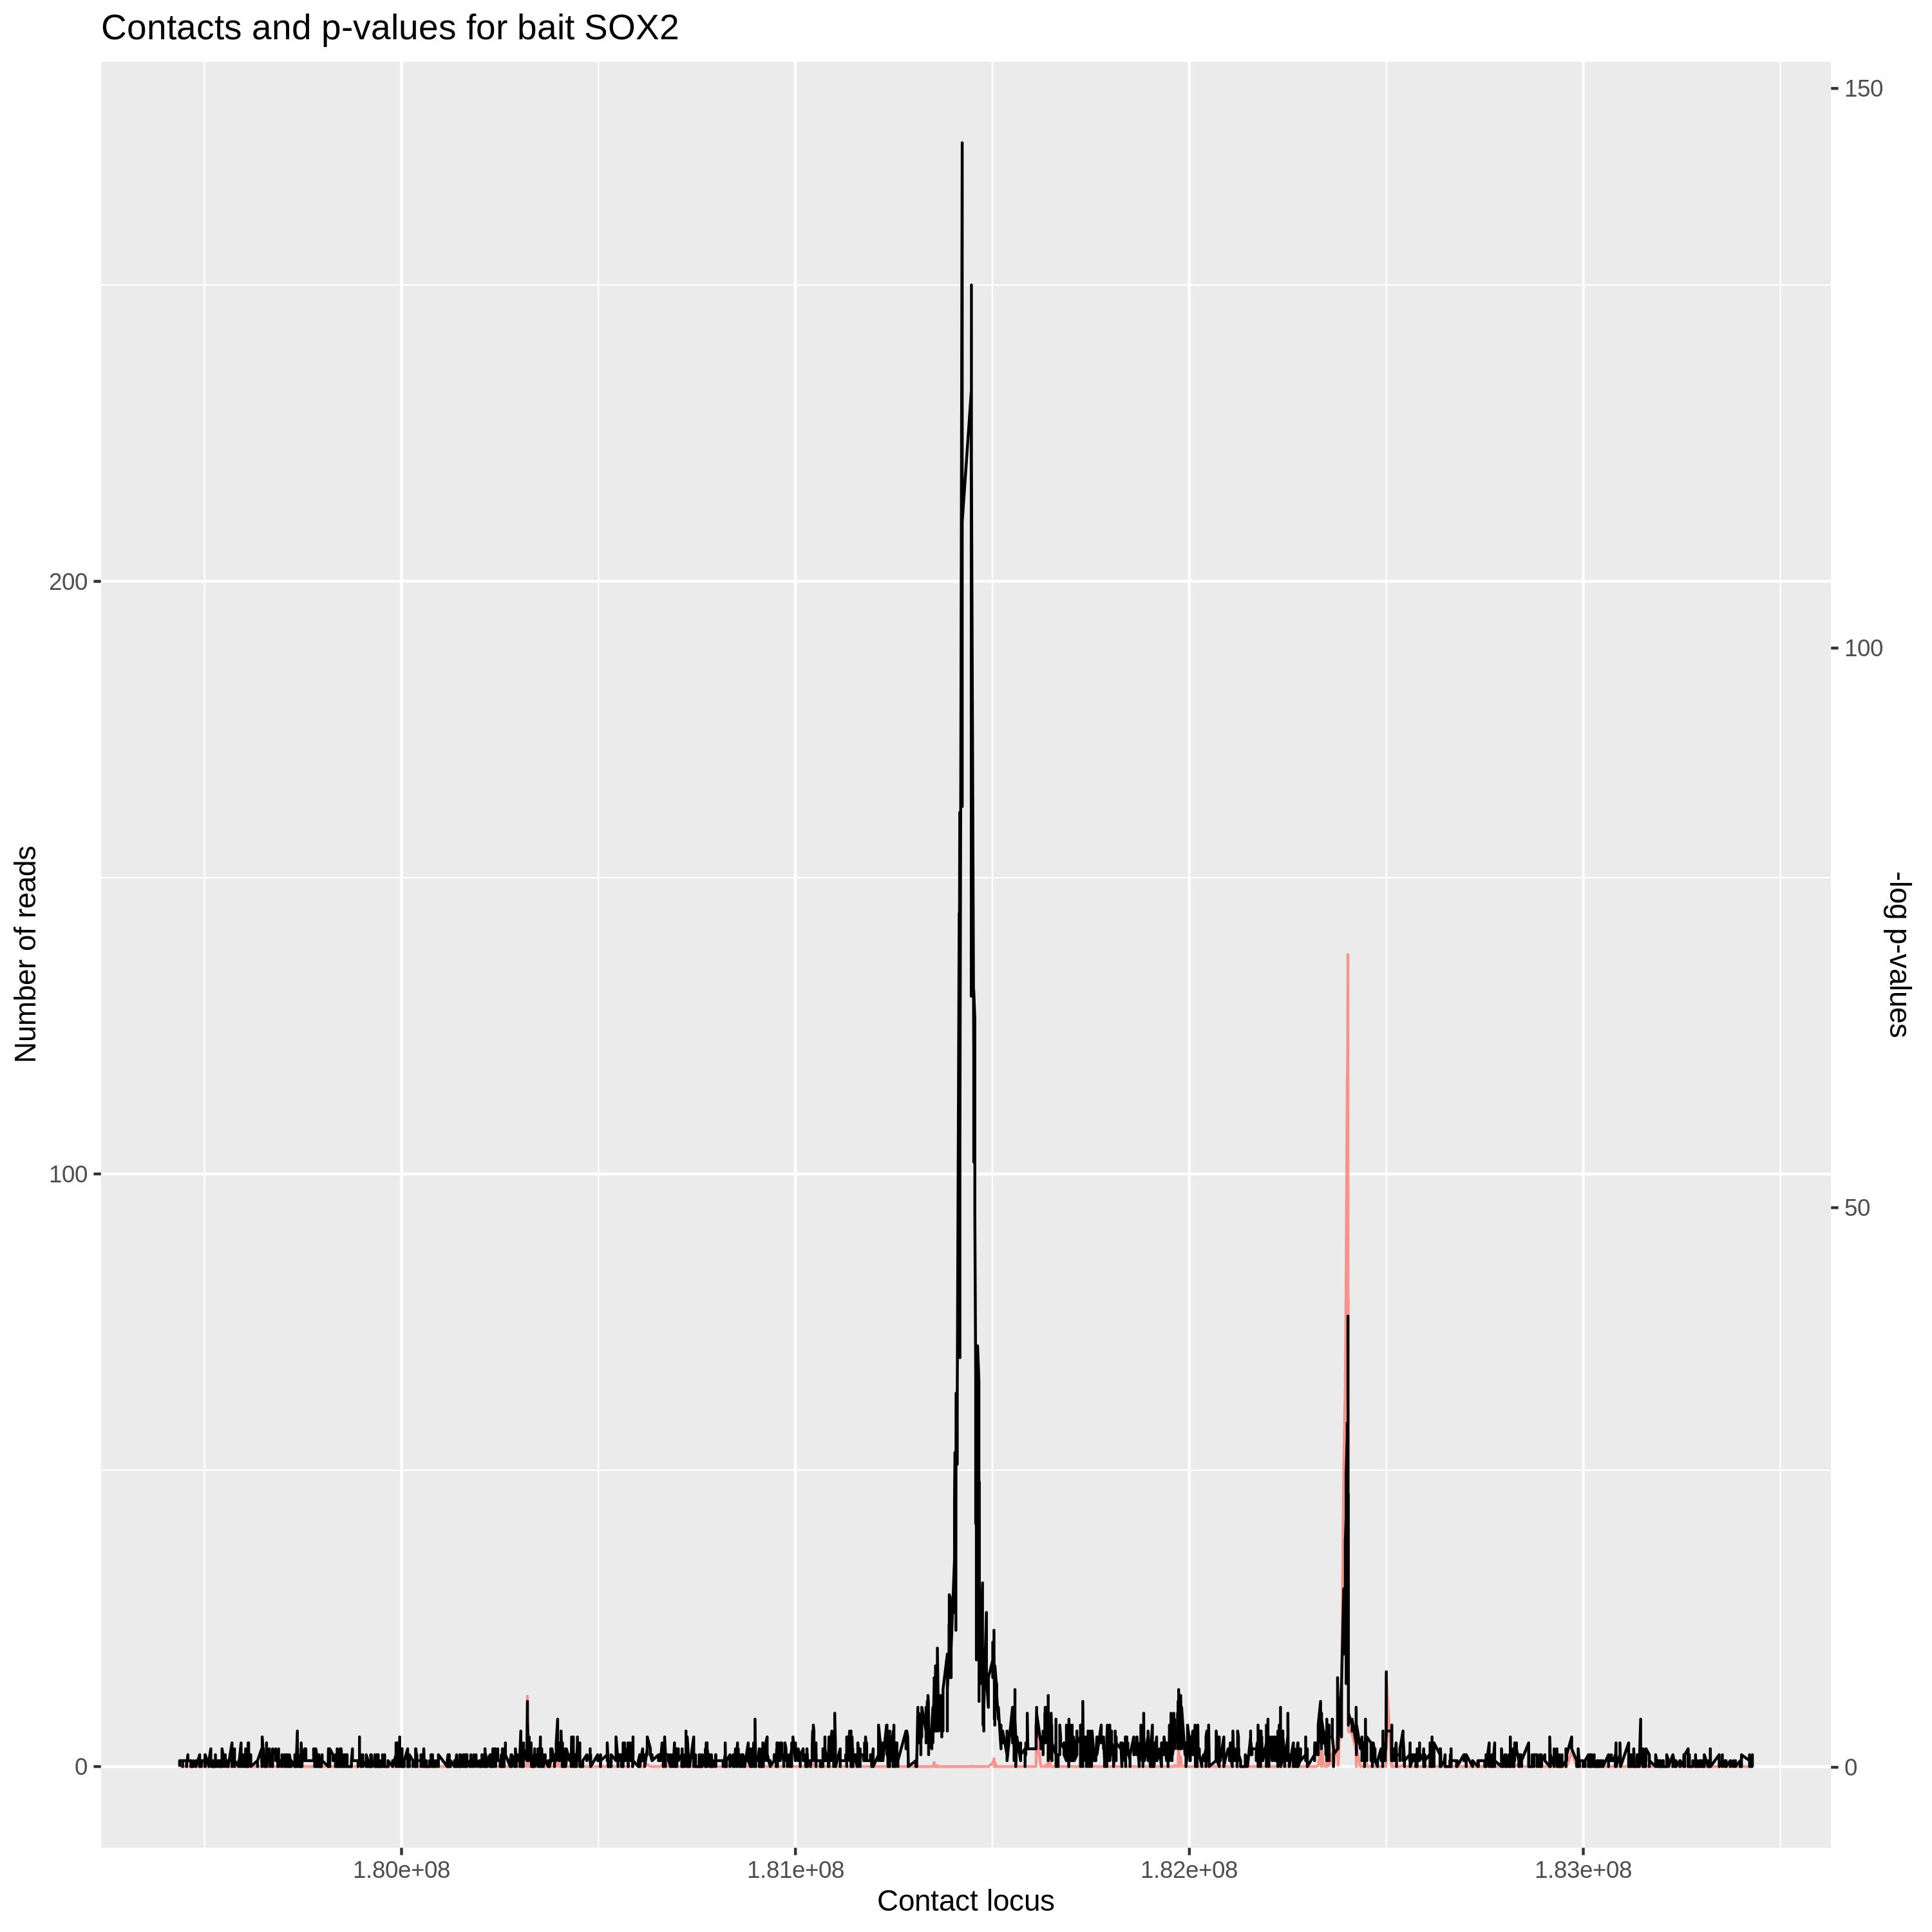 Contacts and p-values for bait SOX2
150
200
100
100
50
0
0
Number of reads
-log p-values
1.80e+08
1.81e+08
1.82e+08
1.83e+08
Contact locus